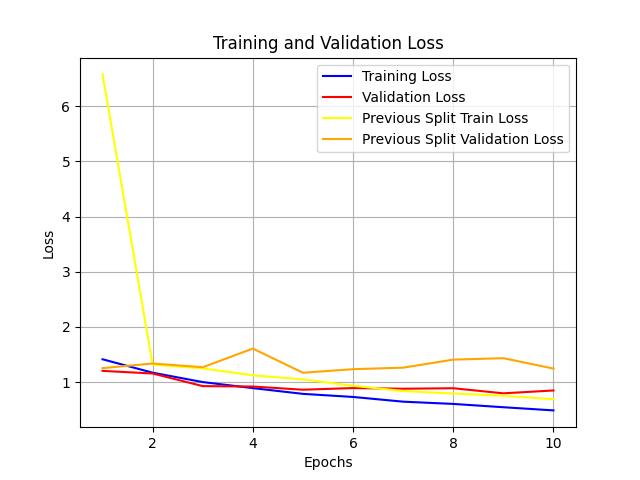 Training and Validation Loss
Training Loss
Validation Loss
Previous Split Train Loss
Previous Split Validation Loss
Loss
6
5
4
3
2
1
2
4
6
8
10
Epochs